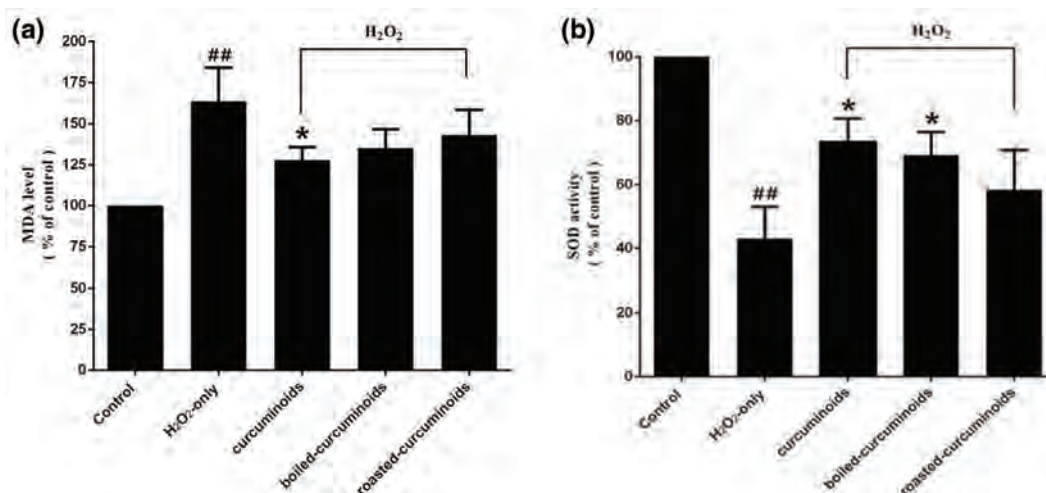 (a)
H₂O₂
200
175
150
125
100
75
50
25
0
MDA level
( % of control )
##
*
Control
H₂O₂-only
curcuminoids
boiled-curcuminoids
roasted-curcuminoids
(b)
H₂O₂
100
80
60
40
20
0
SOD activity
( % of control )
##
*
*
Control
H₂O₂-only
curcuminoids
boiled-curcuminoids
roasted-curcuminoids